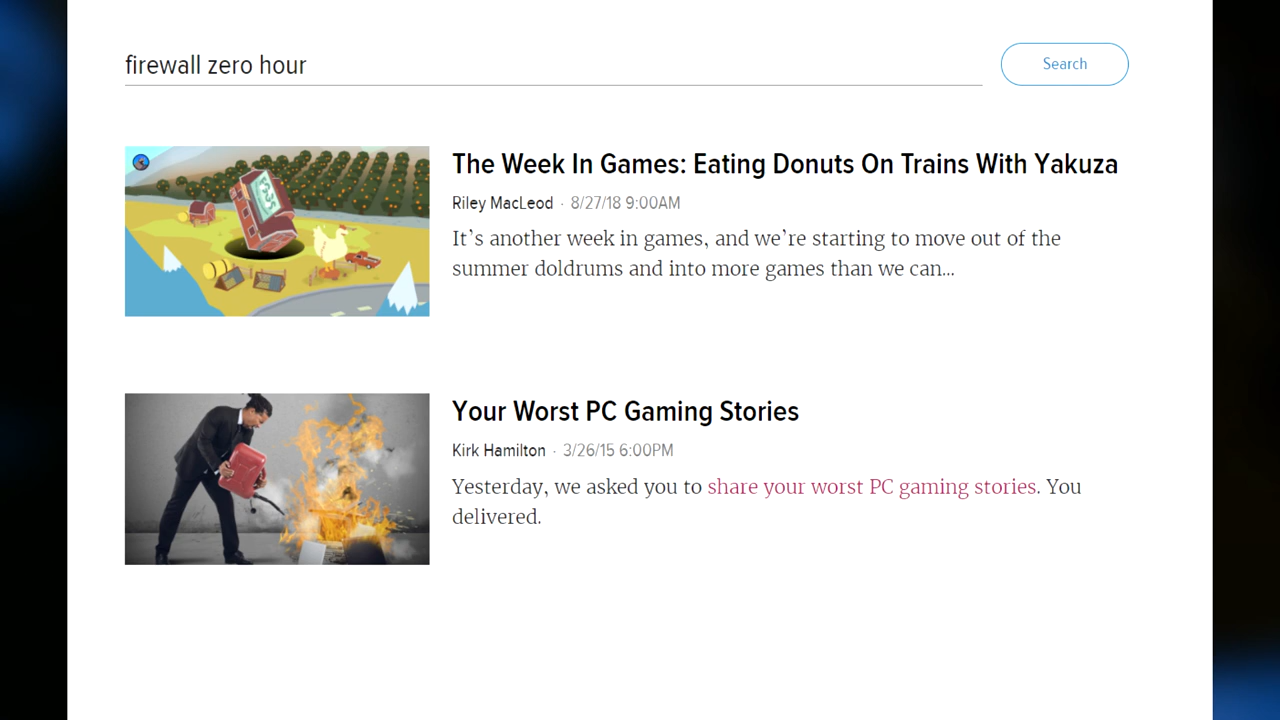 firewall zero hour
Search
The Week In Games: Eating Donuts On Trains With Yakuza
Riley MacLeod · 8/27/18 9:00AM
It’s another week in games, and we’re starting to move out of the
summer doldrums and into more games than we can...
Your Worst PC Gaming Stories
Kirk Hamilton · 3/26/15 6:00PM
Yesterday, we asked you to share your worst PC gaming stories. You
delivered.